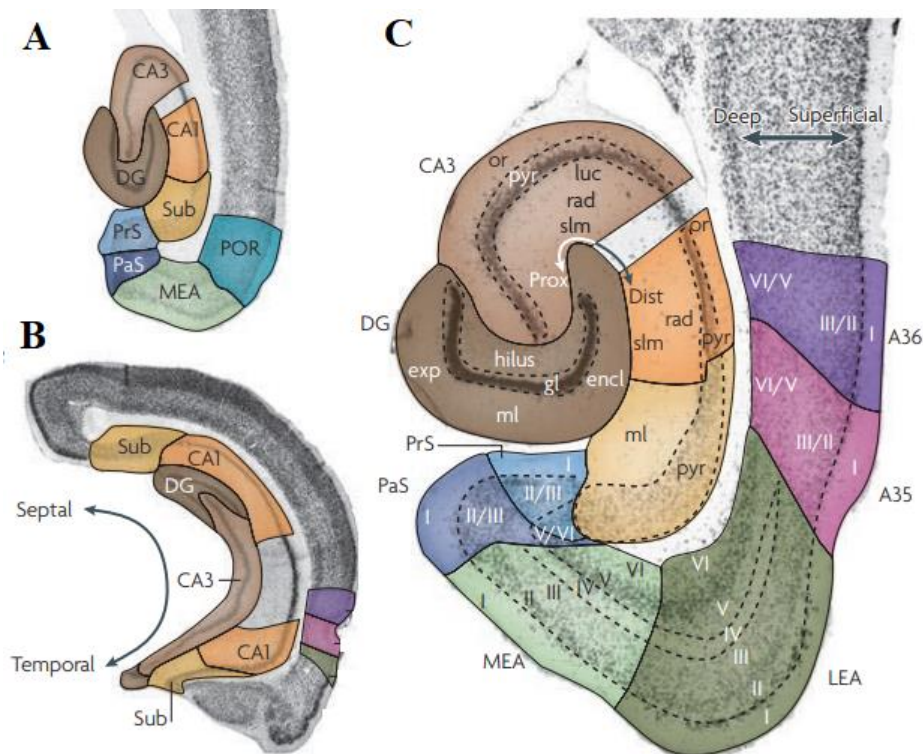 A
CA3
CA1
DG
Sub
PrS
PaS
POR
MEA
B
Sub
CA1
DG
Septal
CA3
Temporal
CA1
Sub
C
Deep Superficial
CA3
or
pyr
luc
rad
slm
or
Prox
Dist
rad
slm
pyr
VI/V
III/II
I
A36
DG
exp
hilus
gl
encl
ml
VI/V
III/II
I
A35
PrS
ml
pyr
I
II/III
V/VI
PaS
I
II/III
I
II
III
IV
V
VI
MEA
VI
V
IV
III
II
I
LEA